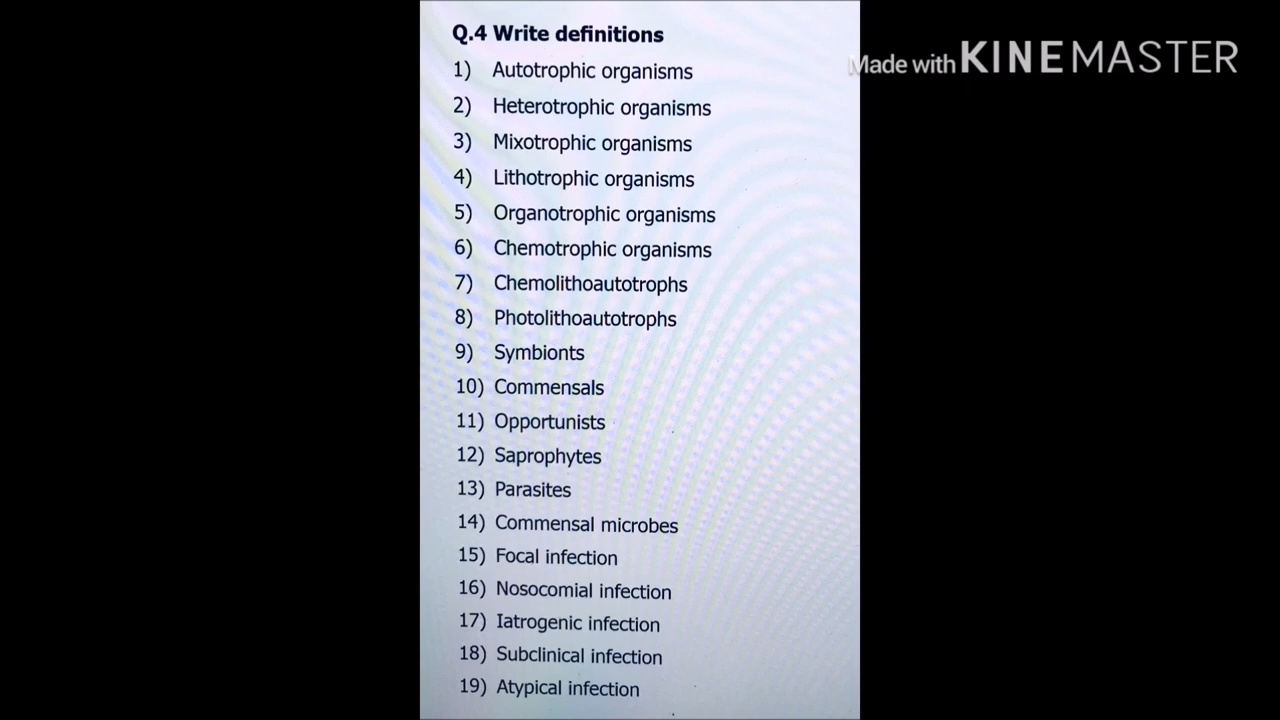 Q.4 Write definitions
1) Autotrophic organisms
2) Heterotrophic organisms
3) Mixotrophic organisms
4) Lithotrophic organisms
5) Organotrophic organisms
6) Chemotrophic organisms
7) Chemolithoautotrophs
8) Photolithoautotrophs
9) Symbionts
10) Commensals
11) Opportunists
12) Saprophytes
13) Parasites
14) Commensal microbes
15) Focal infection
16) Nosocomial infection
17) Iatrogenic infection
18) Subclinical infection
19) Atypical infection
Made with KINEMASTER